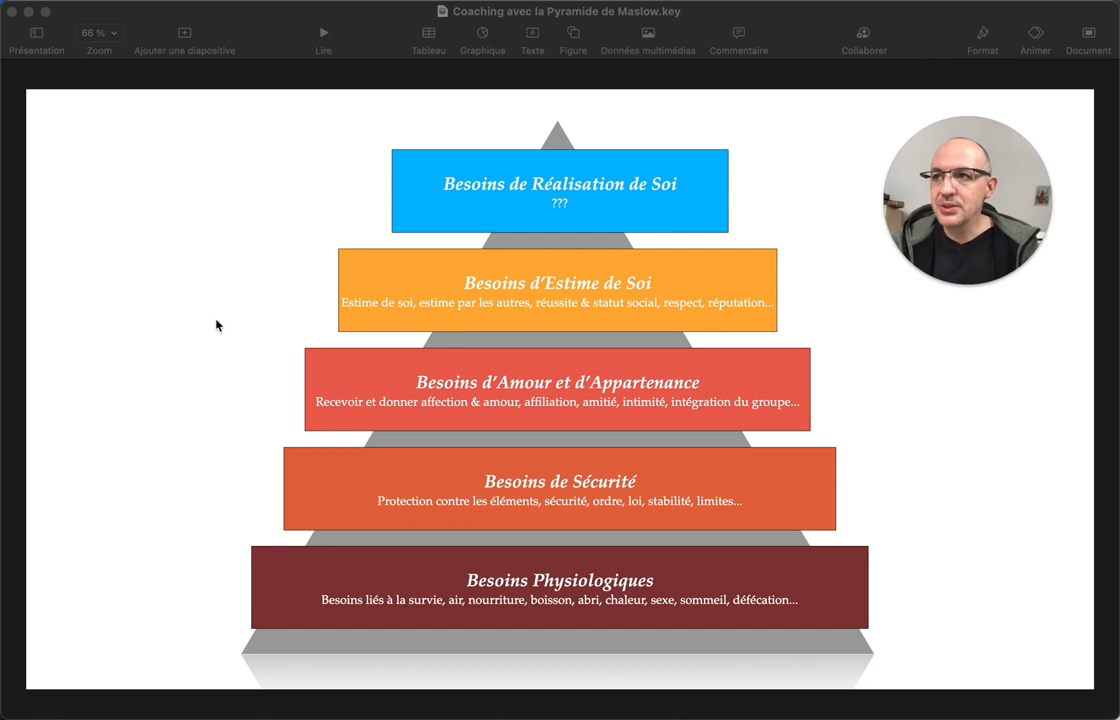 Coaching avec la Pyramide de Maslow.key
66 %
Présentation
Zoom
Ajouter une diapositive
Lire
Tableau
Graphique
Texte
Figure
Données multimédias
Commentaire
Collaborer
Format
Animer
Document
Besoins de Réalisation de Soi
???
Besoins d’Estime de Soi
Estime de soi, estime par les autres, réussite & statut social, respect, réputation...
Besoins d’Amour et d’Appartenance
Recevoir et donner affection & amour, affiliation, amitié, intimité, intégration du groupe...
Besoins de Sécurité
Protection contre les éléments, sécurité, ordre, loi, stabilité, limites...
Besoins Physiologiques
Besoins liés à la survie, air, nourriture, boisson, abri, chaleur, sexe, sommeil, défécation...